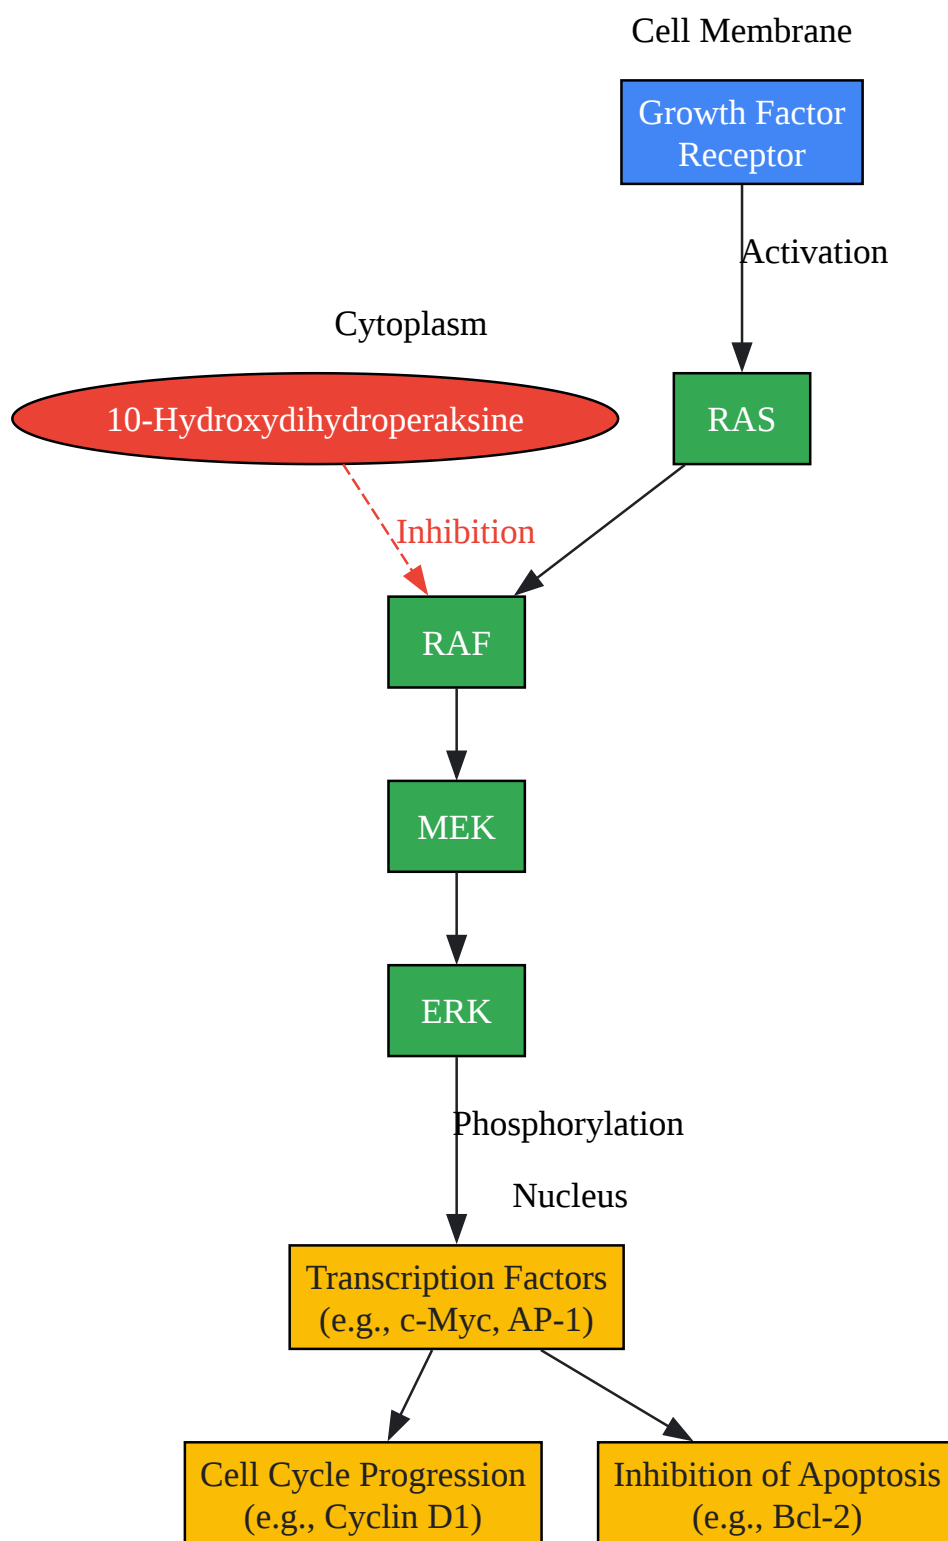 Cell Membrane
Growth Factor
Receptor
Activation
Cytoplasm
10-Hydroxydihydroperaksine
RAS
Inhibition
RAF
MEK
ERK
Phosphorylation
Nucleus
Transcription Factors
(e.g., c-Myc, AP-1)
Cell Cycle Progression
(e.g., Cyclin D1)
Inhibition of Apoptosis
(e.g., Bcl-2)